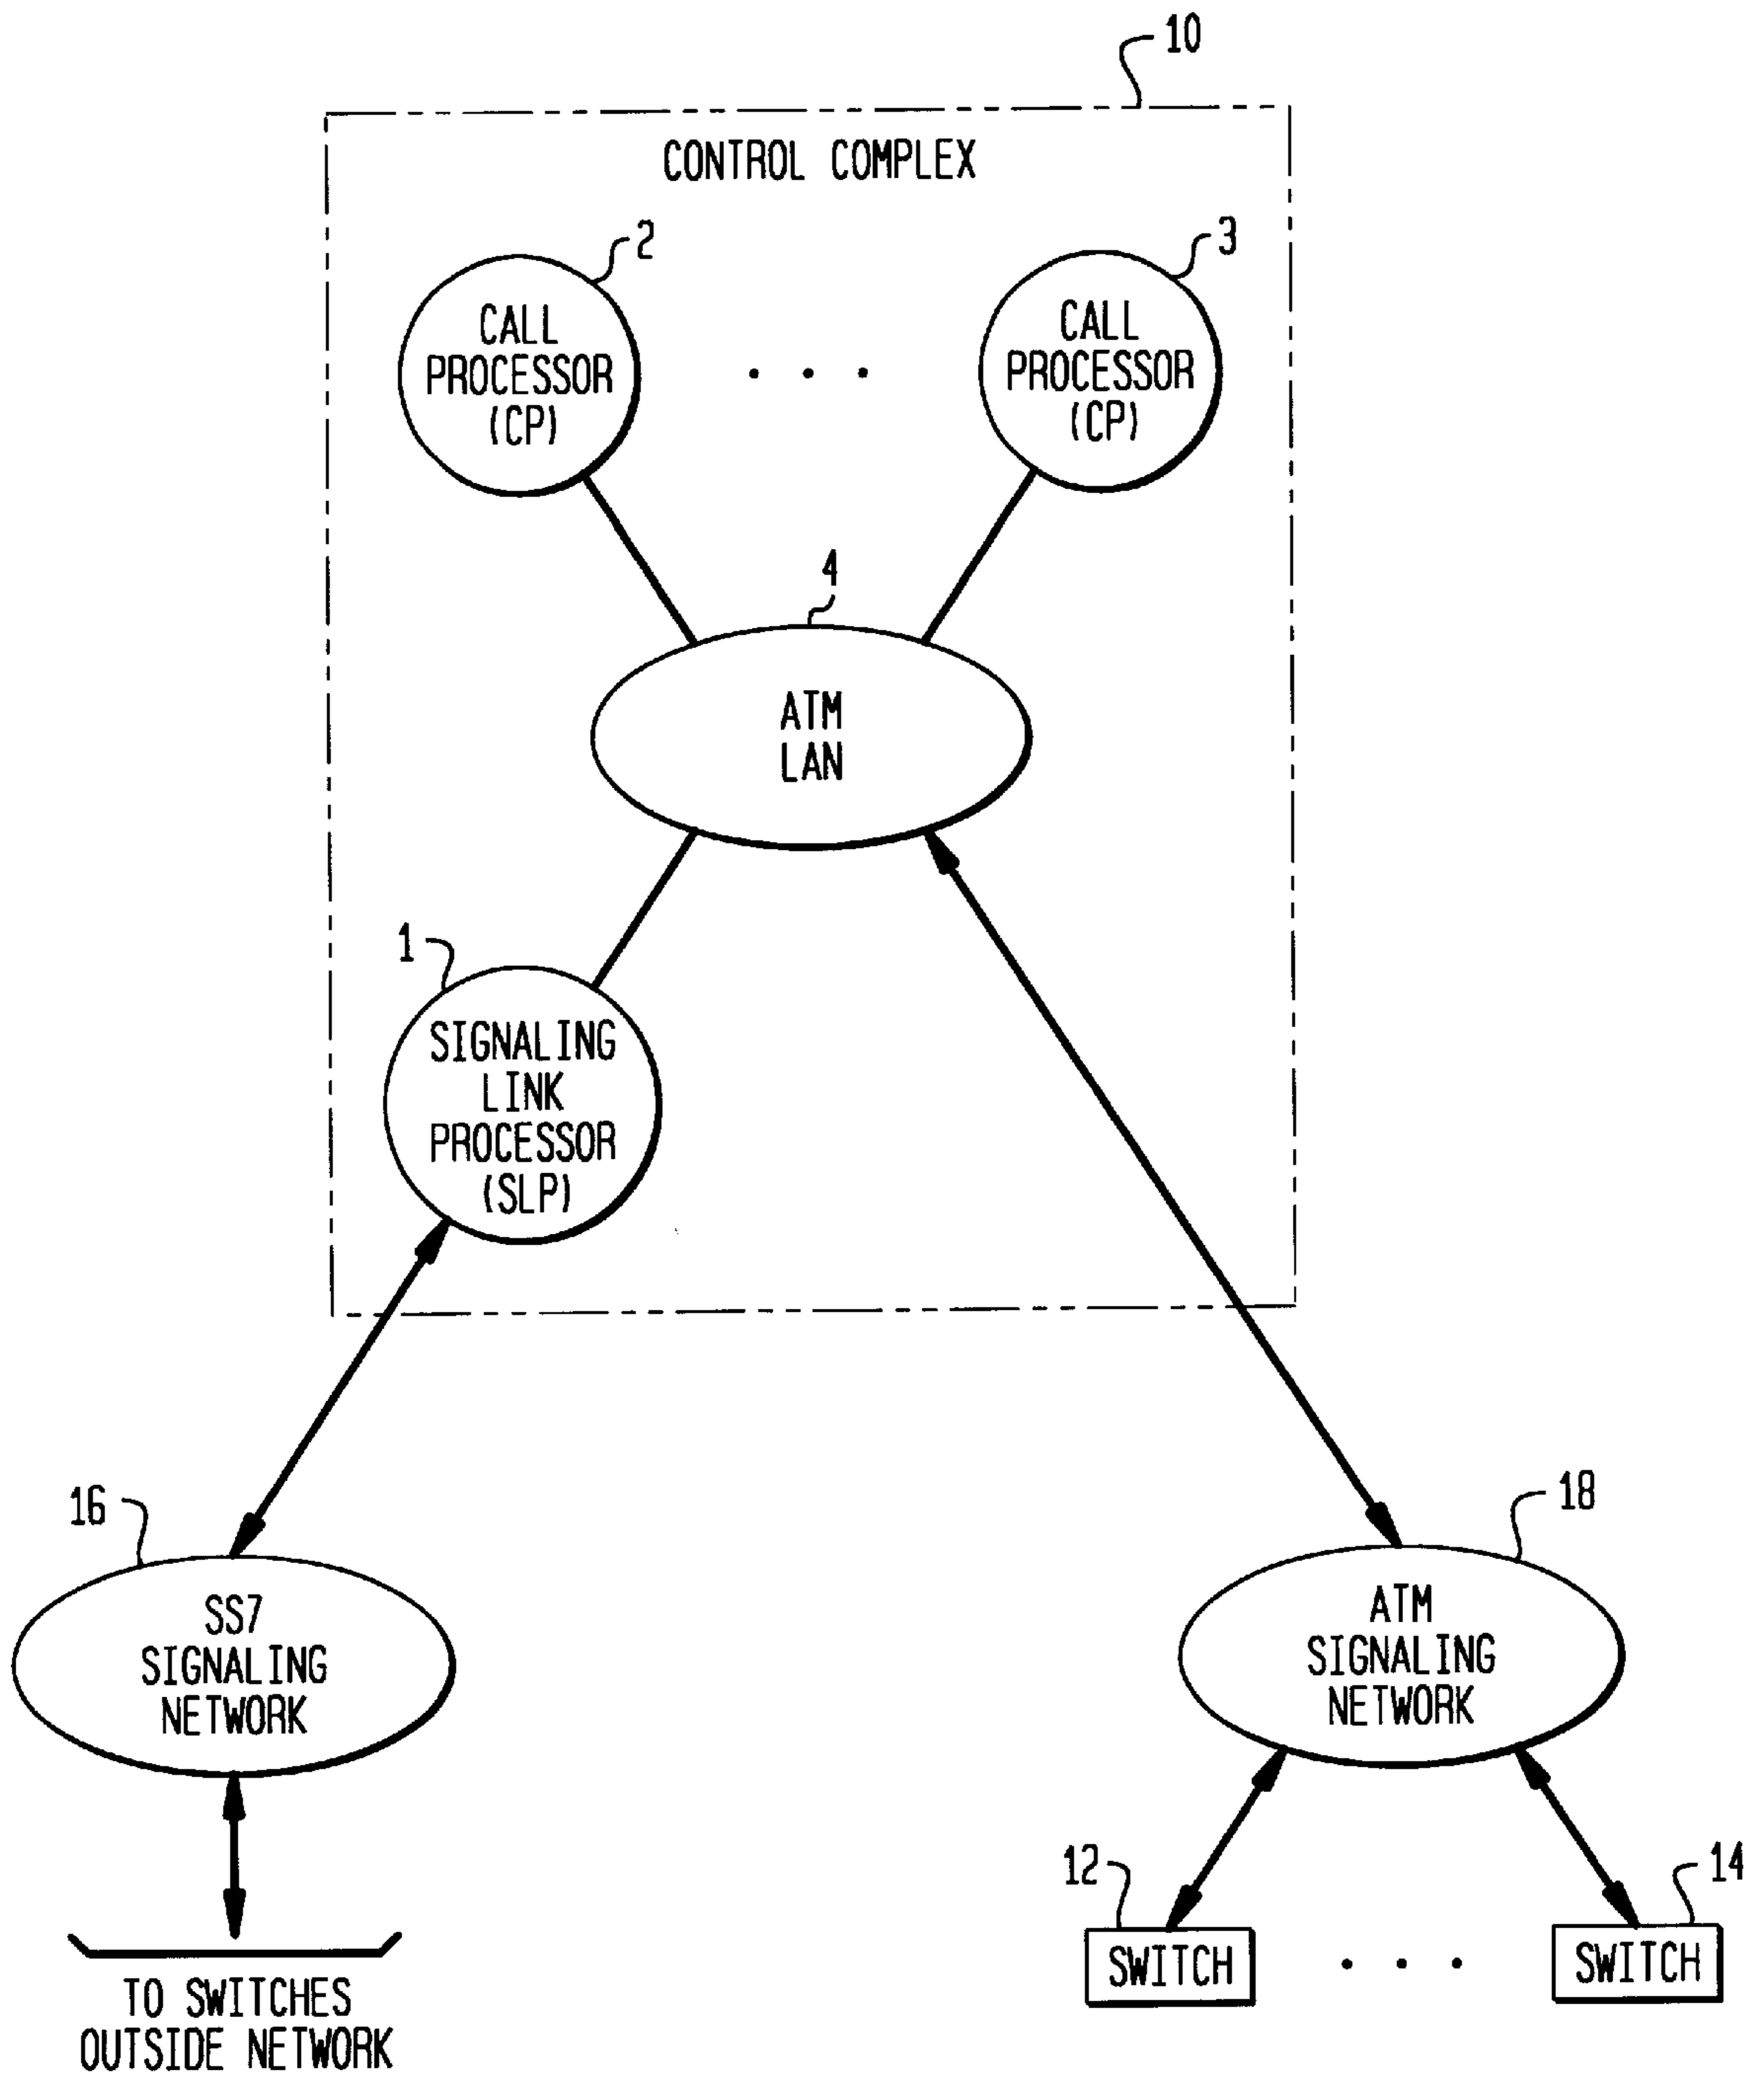 10
CONTROL COMPLEX
2
3
CALL
PROCESSOR
(CP)
CALL
PROCESSOR
(CP)
4
ATM
LAN
1
SIGNALING
LINK
PROCESSOR
(SLP)
16
18
SS7
SIGNALING
NETWORK
ATM
SIGNALING
NETWORK
12
14
SWITCH
SWITCH
TO SWITCHES
OUTSIDE NETWORK